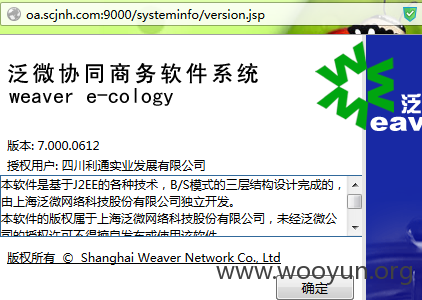 oa.scjnh.com:9000/systeminfo/version.jsp
泛微协同商务软件系统
weaver e-cology
泛
eav
版本: 7.000.0612
授权用户: 四川利通实业发展有限公司
本软件是基于J2EE的各种技术，B/S模式的三层结构设计完成的，
由上海泛微网络科技股份有限公司独立开发。
本软件的版权属于上海泛微网络科技股份有限公司，未经泛微公
司的授权许可不得擅自发布或使用该软件
版权所有 © Shanghai Weaver Network Co., Ltd
www.wooyun.org
确定